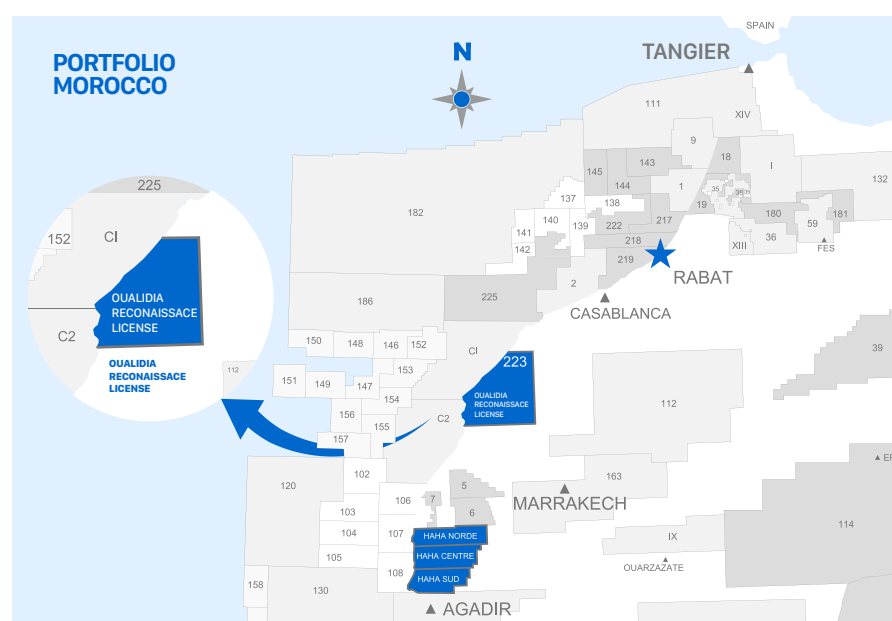 SPAIN
PORTFOLIO
MOROCCO
N
TANGIER
111
XIV
9
18
I
132
143
145
144
1
35
35
137
138
19
182
140
139
222
217
180
181
59
141
142
218
XIII
36
FES
219
RABAT
225
152
CI
2
186
225
CASABLANCA
OUALIDIA
RECONAISSACE
LICENSE
C2
150
148
146
152
CI
39
OUALIDIA
RECONAISSACE
LICENSE
112
153
223
151
149
147
154
OUALIDIA
RECONAISSACE
LICENSE
112
156
155
C2
157
102
120
5
163
106
7
MARRAKECH
103
6
104
107
HAHA NORDE
IX
114
105
HAHA CENTRE
OUARZAZATE
108
HAHA SUD
158
130
AGADIR